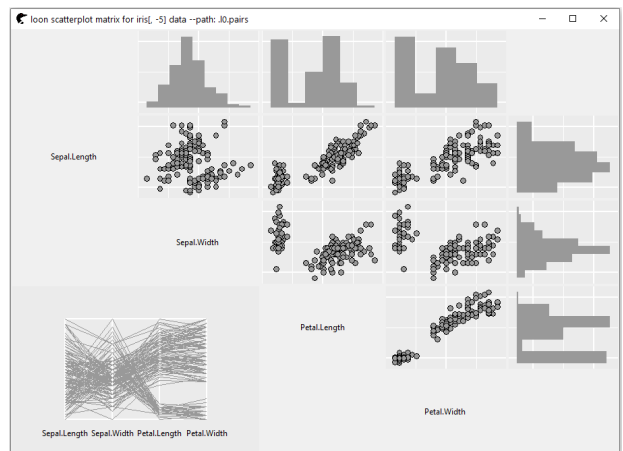 loon scatterplot matrix for iris[, -5] data --path: .l0.pairs
Sepal.Length
Sepal.Width
Petal.Length
Petal.Width
Sepal.Length Sepal.Width Petal.Length Petal.Width